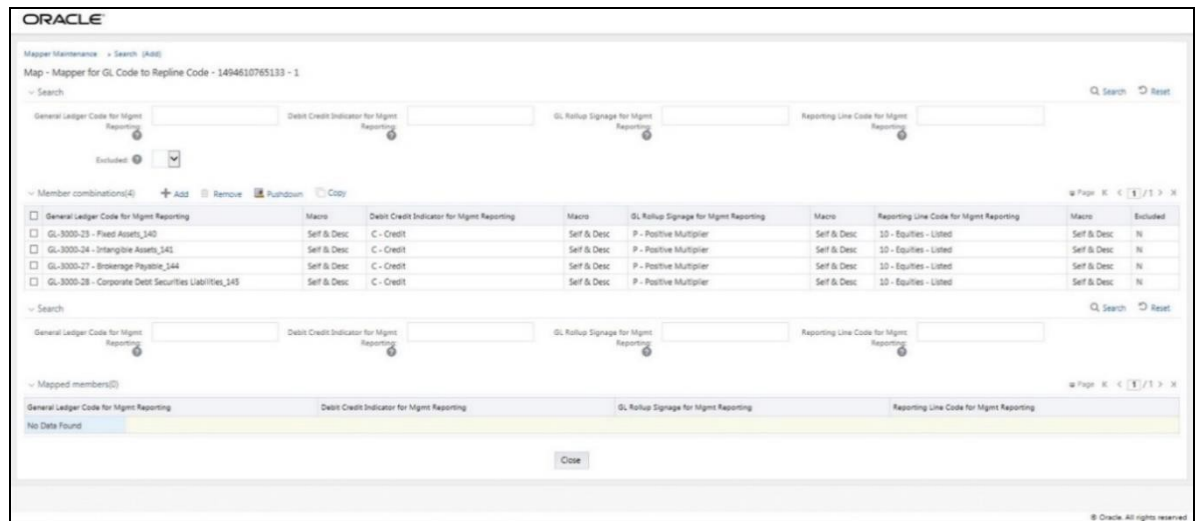 ORACLE
Mapper Maintenance » Search (Add)
Map - Mapper for GL Code to Repline Code - 1494610765133 - 1
Search
Search Reset
General Ledger Code for Mgmt Reporting: Debit Credit Indicator for Mgmt Reporting: GL Rollup Signage for Mgmt Reporting: Reporting Line Code for Mgmt Reporting:
Excluded:
Member combinations(4) Add Remove Pushdown Copy Page 1 / 1
General Ledger Code for Mgmt Reporting Macro Debit Credit Indicator for Mgmt Reporting Macro GL Rollup Signage for Mgmt Reporting Macro Reporting Line Code for Mgmt Reporting Macro Excluded
GL-3000-23 - Fixed Assets_140 Self & Desc C - Credit Self & Desc P - Positive Multiplier Self & Desc 10 - Equities - Listed Self & Desc N
GL-3000-24 - Intangible Assets_141 Self & Desc C - Credit Self & Desc P - Positive Multiplier Self & Desc 10 - Equities - Listed Self & Desc N
GL-3000-27 - Brokerage Payable_144 Self & Desc C - Credit Self & Desc P - Positive Multiplier Self & Desc 10 - Equities - Listed Self & Desc N
GL-3000-28 - Corporate Debt Securities Liabilities_145 Self & Desc C - Credit Self & Desc P - Positive Multiplier Self & Desc 10 - Equities - Listed Self & Desc N
Search
Search Reset
General Ledger Code for Mgmt Reporting: Debit Credit Indicator for Mgmt Reporting: GL Rollup Signage for Mgmt Reporting: Reporting Line Code for Mgmt Reporting:
Mapped members(0) Page 1 / 1
General Ledger Code for Mgmt Reporting Debit Credit Indicator for Mgmt Reporting GL Rollup Signage for Mgmt Reporting Reporting Line Code for Mgmt Reporting
No Data Found
Close
© Oracle. All rights reserved